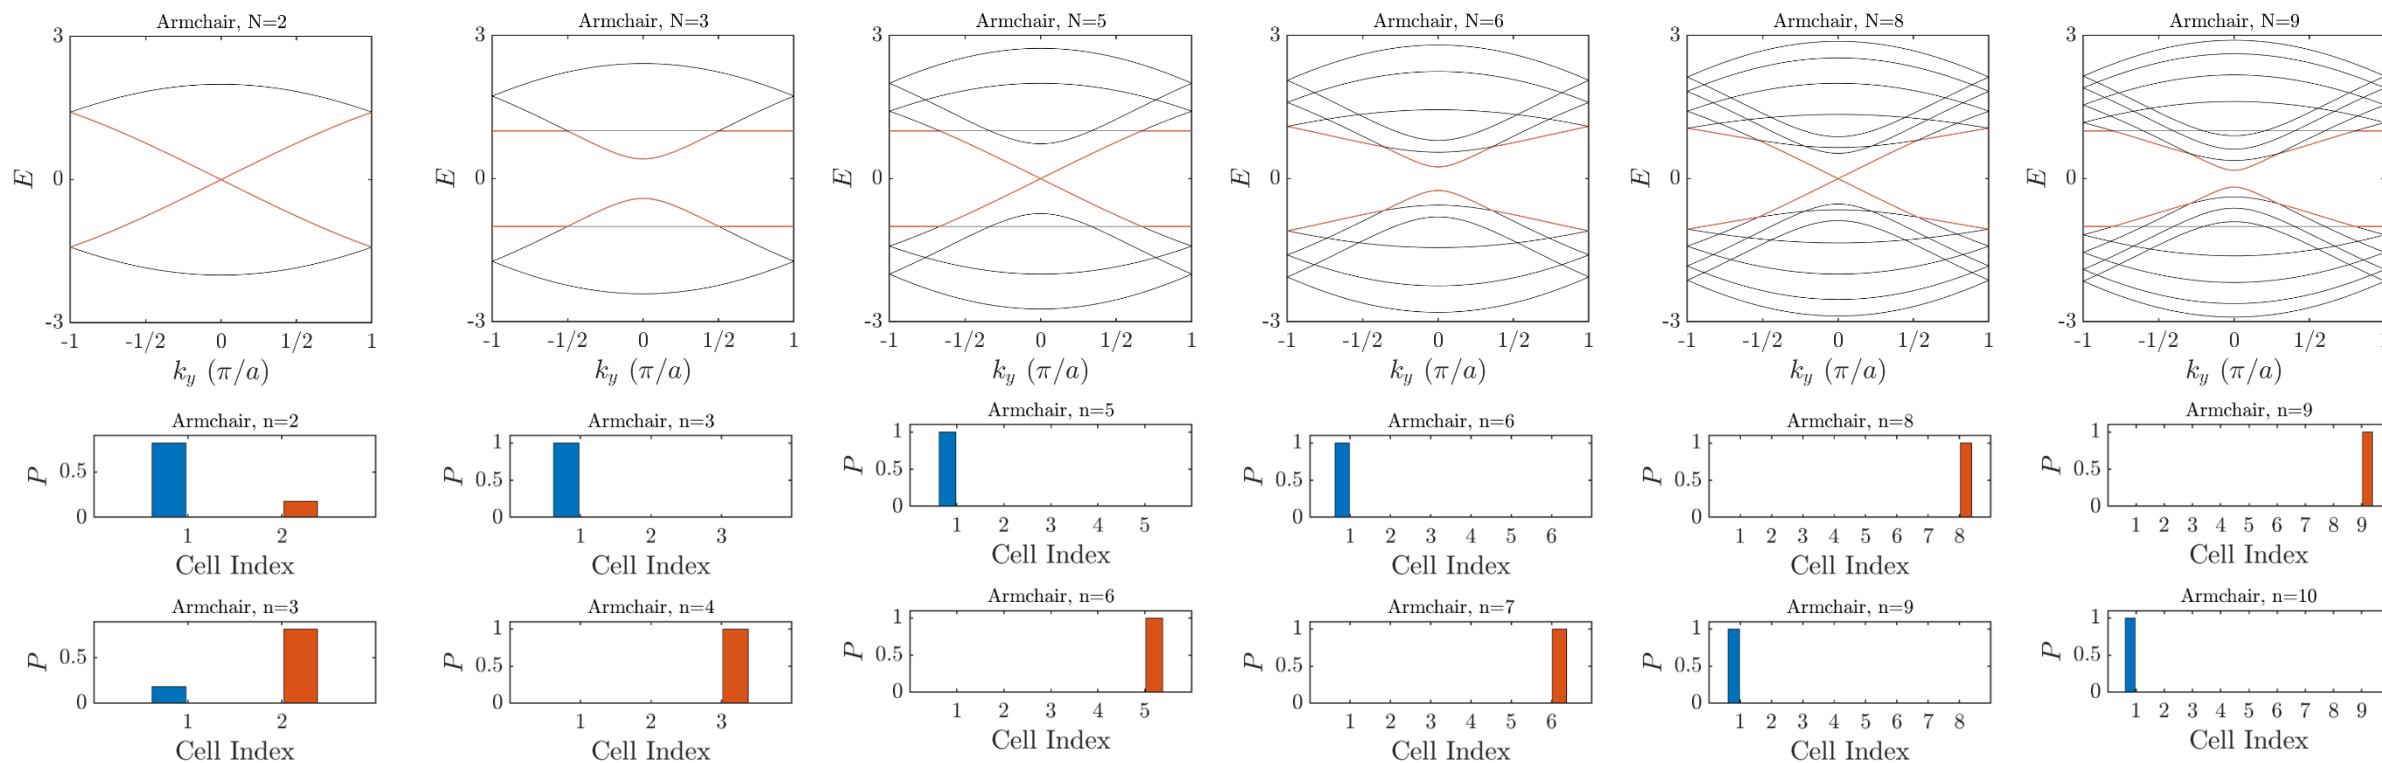 Armchair, N=2
3
0
-3
E
-1 -1/2 0 1/2 1
k_y (π/a)
Armchair, N=3
3
0
-3
E
-1 -1/2 0 1/2 1
k_y (π/a)
Armchair, N=5
3
0
-3
E
-1 -1/2 0 1/2 1
k_y (π/a)
Armchair, N=6
3
0
-3
E
-1 -1/2 0 1/2 1
k_y (π/a)
Armchair, N=8
3
0
-3
E
-1 -1/2 0 1/2 1
k_y (π/a)
Armchair, N=9
3
0
-3
E
-1 -1/2 0 1/2
k_y (π/a)
Armchair, n=2
0.5
0
P
1 2
Cell Index
Armchair, n=3
1
0.5
0
P
1 2 3
Cell Index
Armchair, n=5
1
0.5
0
P
1 2 3 4 5
Cell Index
Armchair, n=6
1
0.5
0
P
1 2 3 4 5 6
Cell Index
Armchair, n=8
1
0.5
0
P
1 2 3 4 5 6 7 8
Cell Index
Armchair, n=9
1
0.5
0
P
1 2 3 4 5 6 7 8 9
Cell Index
Armchair, n=3
0.5
0
P
1 2
Cell Index
Armchair, n=4
1
0.5
0
P
1 2 3
Cell Index
Armchair, n=6
1
0.5
0
P
1 2 3 4 5
Cell Index
Armchair, n=7
1
0.5
0
P
1 2 3 4 5 6
Cell Index
Armchair, n=9
1
0.5
0
P
1 2 3 4 5 6 7 8
Cell Index
Armchair, n=10
1
0.5
0
P
1 2 3 4 5 6 7 8 9
Cell Index